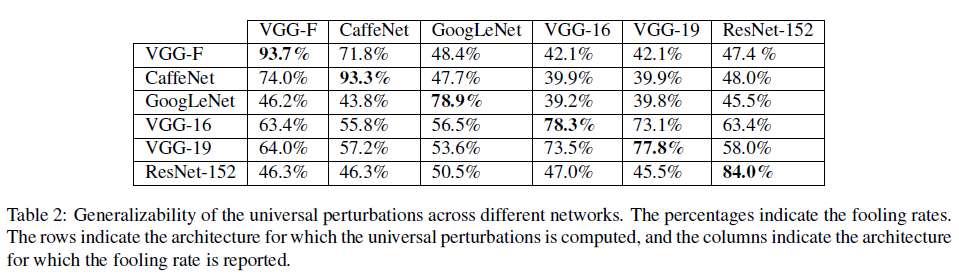 VGG-F CaffeNet GoogLeNet VGG-16 VGG-19 ResNet-152
VGG-F 93.7% 71.8% 48.4% 42.1% 42.1% 47.4 %
CaffeNet 74.0% 93.3% 47.7% 39.9% 39.9% 48.0%
GoogLeNet 46.2% 43.8% 78.9% 39.2% 39.8% 45.5%
VGG-16 63.4% 55.8% 56.5% 78.3% 73.1% 63.4%
VGG-19 64.0% 57.2% 53.6% 73.5% 77.8% 58.0%
ResNet-152 46.3% 46.3% 50.5% 47.0% 45.5% 84.0%
Table 2: Generalizability of the universal perturbations across different networks. The percentages indicate the fooling rates.
The rows indicate the architecture for which the universal perturbations is computed, and the columns indicate the architecture
for which the fooling rate is reported.